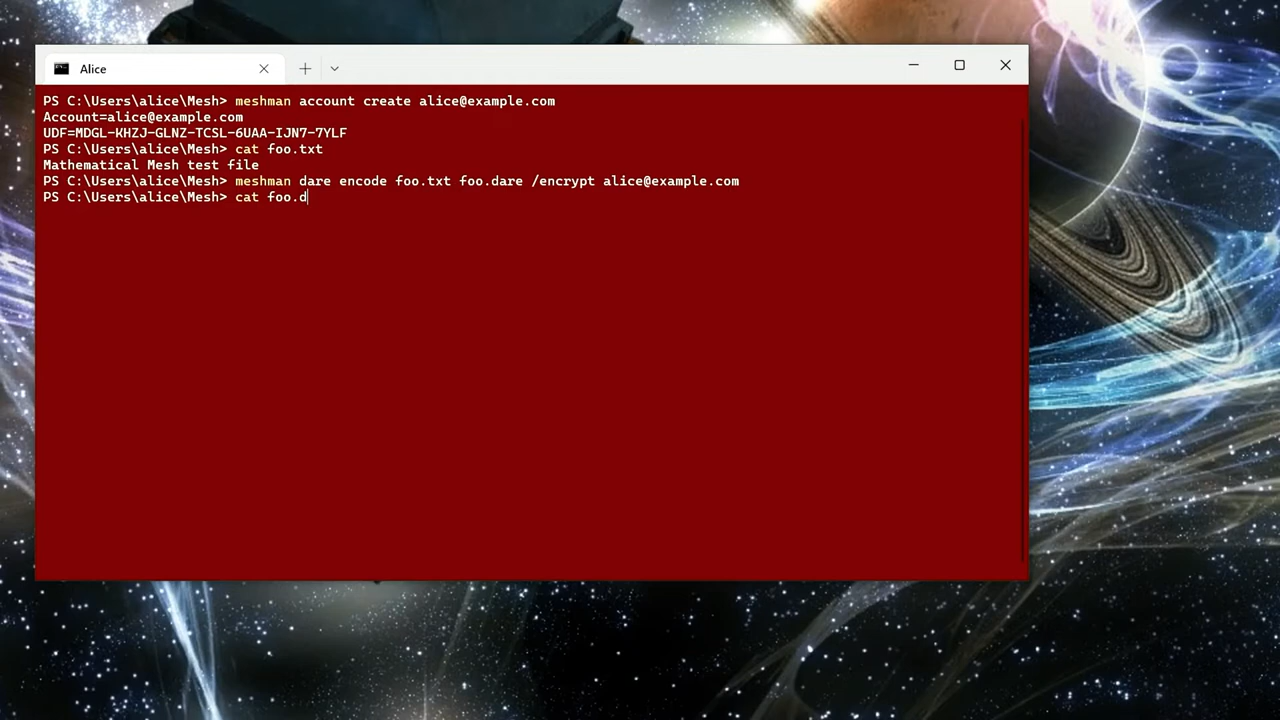 Alice
PS C:\Users\alice\Mesh> meshman account create alice@example.com
Account=alice@example.com
UDF=MDGL-KHZJ-GLNZ-TCSL-6UAA-IJN7-7YLF
PS C:\Users\alice\Mesh> cat foo.txt
Mathematical Mesh test file
PS C:\Users\alice\Mesh> meshman dare encode foo.txt foo.dare /encrypt alice@example.com
PS C:\Users\alice\Mesh> cat foo.d